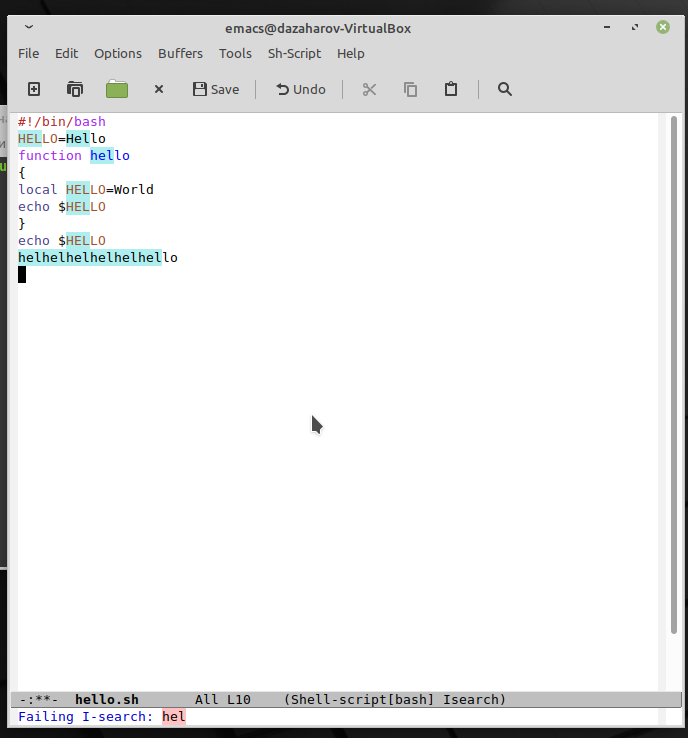 emacs@dazaharov-VirtualBox
File Edit Options Buffers Tools Sh-Script Help
Save Undo
#!/bin/bash
HELLO=Hello
function hello
{
local HELLO=World
echo $HELLO
}
echo $HELLO
helhelhelhelhelhello
-:**- hello.sh All L10 (Shell-script[bash] Isearch)
Failing I-search: hel